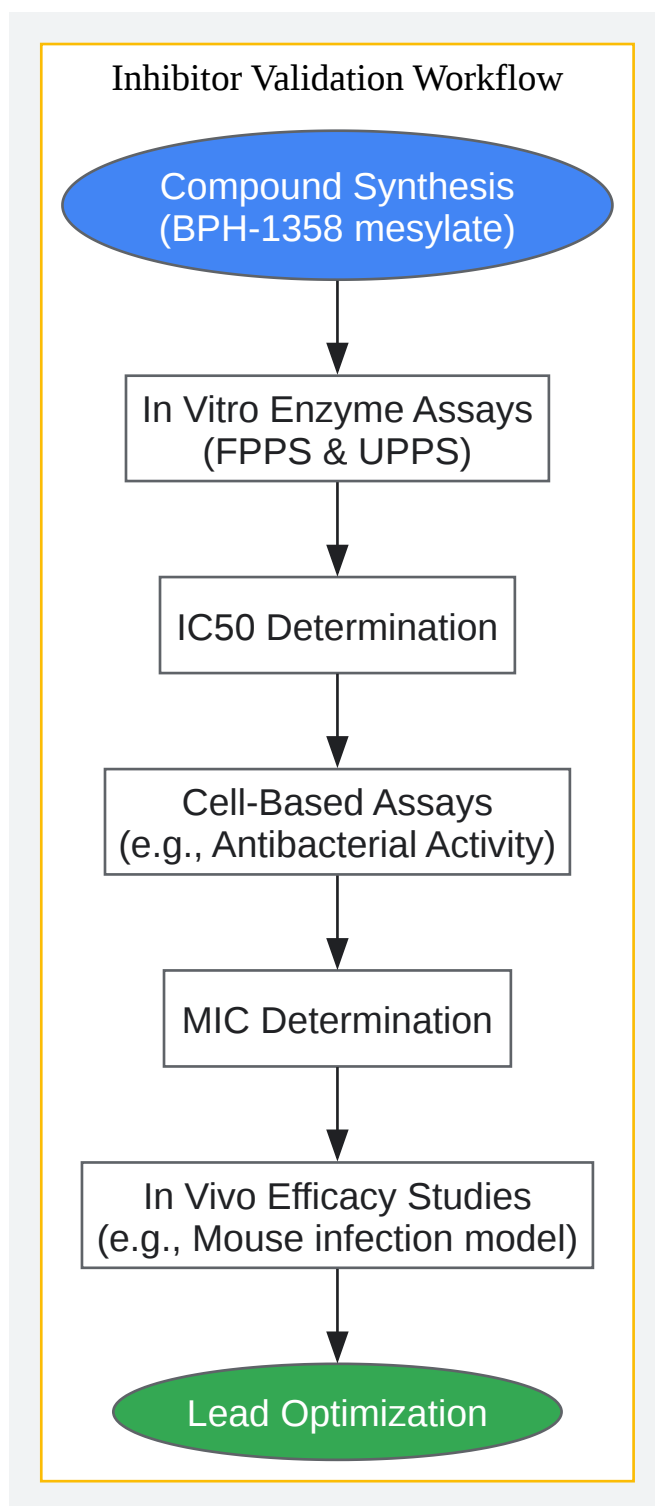 Inhibitor Validation Workflow
Compound Synthesis
(BPH-1358 mesylate)
In Vitro Enzyme Assays
(FPPS & UPPS)
IC50 Determination
Cell-Based Assays
(e.g., Antibacterial Activity)
MIC Determination
In Vivo Efficacy Studies
(e.g., Mouse infection model)
Lead Optimization